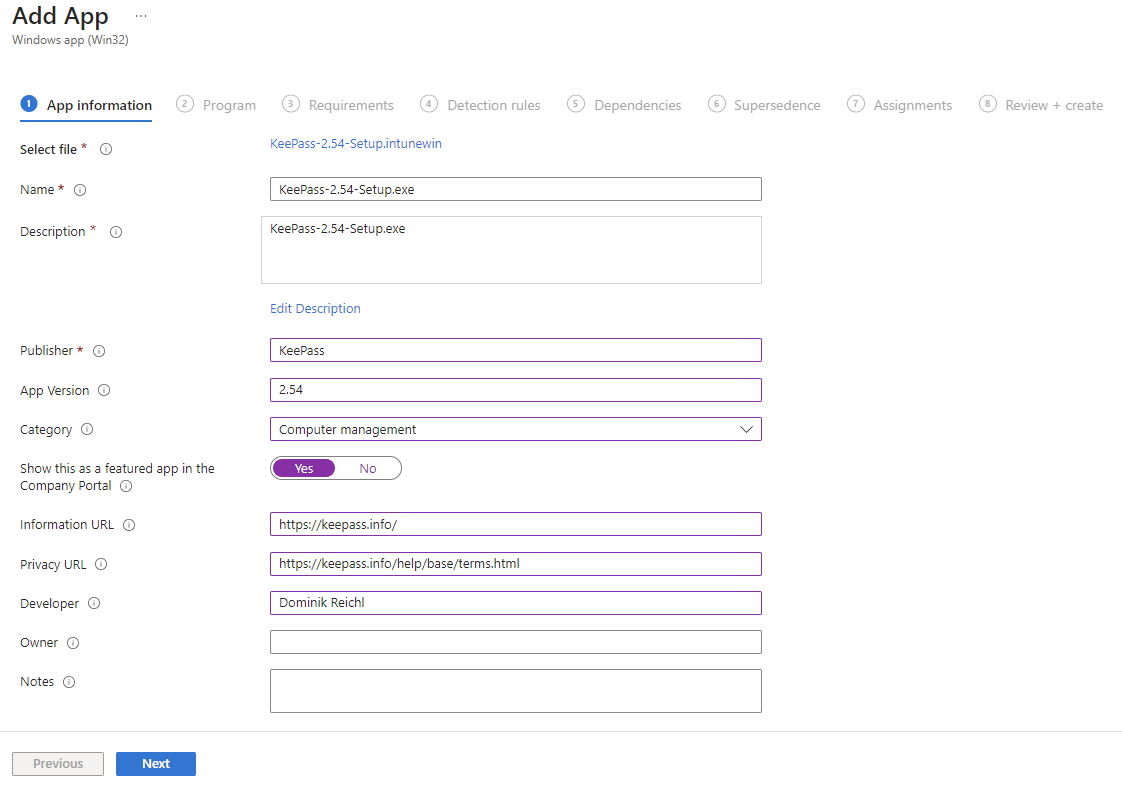 Add App ...
Windows app (Win32)
1 App information 2 Program 3 Requirements 4 Detection rules 5 Dependencies 6 Supersedence 7 Assignments 8 Review + create
Select file * KeePass-2.54-Setup.intunewin
Name * KeePass-2.54-Setup.exe
Description * KeePass-2.54-Setup.exe
Edit Description
Publisher * KeePass
App Version 2.54
Category Computer management
Show this as a featured app in the
Company Portal Yes No
Information URL https://keepass.info/
Privacy URL https://keepass.info/help/base/terms.html
Developer Dominik Reichl
Owner
Notes
Previous Next